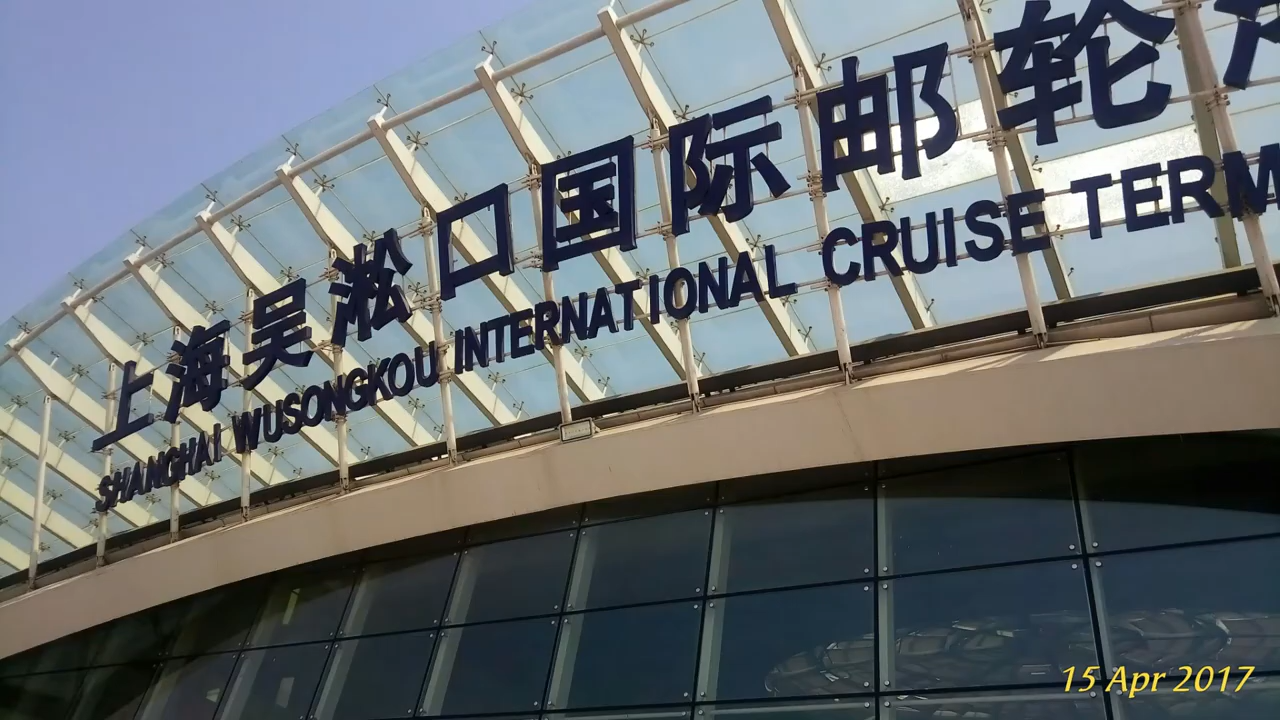 上海吴淞口国际邮轮
SHANGHAI WUSONGKOU INTERNATIONAL CRUISE TERM
15 Apr 2017